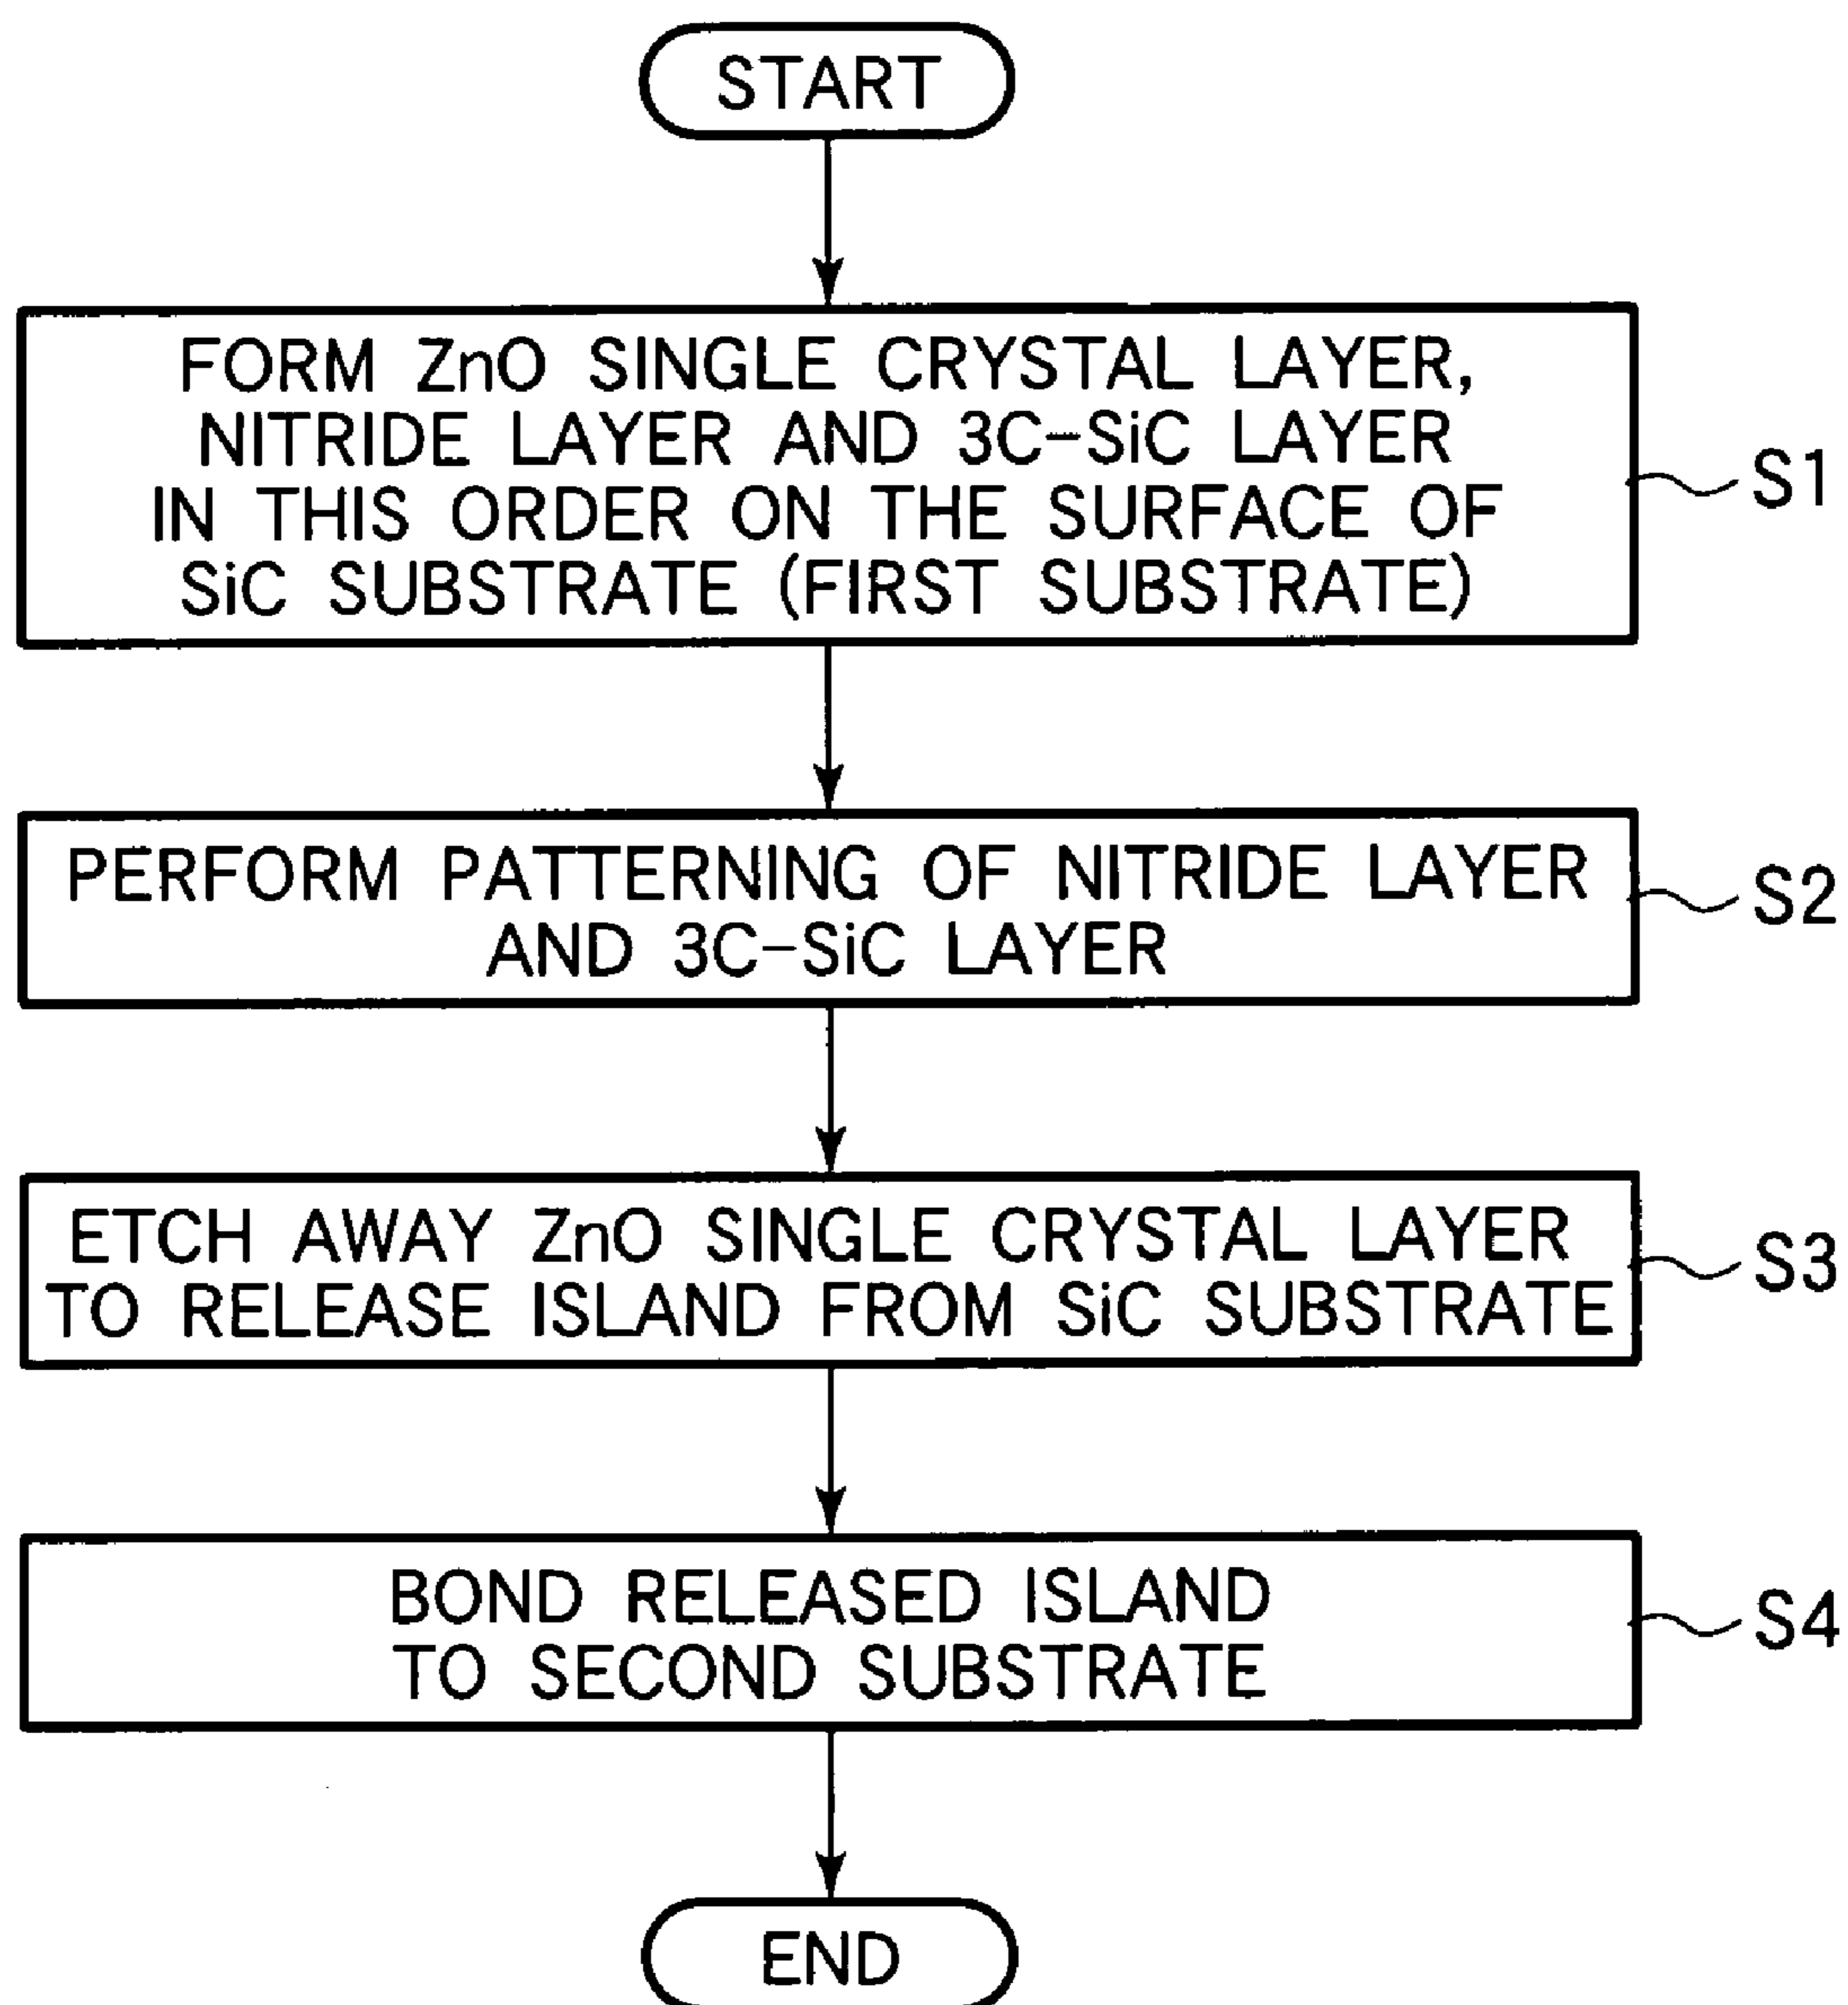 START
FORM ZnO SINGLE CRYSTAL LAYER,
NITRIDE LAYER AND 3C-SiC LAYER
IN THIS ORDER ON THE SURFACE OF
SiC SUBSTRATE (FIRST SUBSTRATE)
S1
PERFORM PATTERNING OF NITRIDE LAYER
AND 3C-SiC LAYER
S2
ETCH AWAY ZnO SINGLE CRYSTAL LAYER
TO RELEASE ISLAND FROM SiC SUBSTRATE
S3
BOND RELEASED ISLAND
TO SECOND SUBSTRATE
S4
END